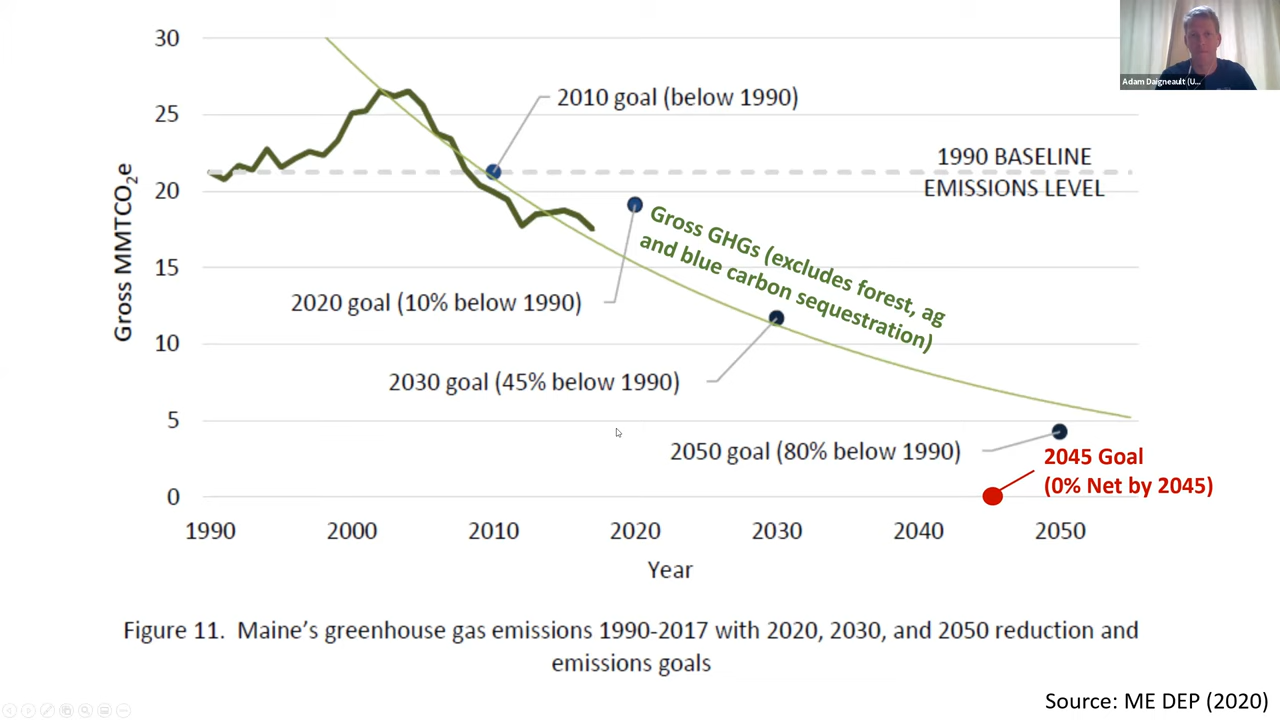 30
25
20
15
10
5
0
Gross MMTCO₂e
2010 goal (below 1990)
1990 BASELINE
EMISSIONS LEVEL
Gross GHGs (excludes forest, ag
and blue carbon sequestration)
2020 goal (10% below 1990)
2030 goal (45% below 1990)
2050 goal (80% below 1990)
2045 Goal
(0% Net by 2045)
1990 2000 2010 2020 2030 2040 2050
Year
Figure 11. Maine's greenhouse gas emissions 1990-2017 with 2020, 2030, and 2050 reduction and
emissions goals
Source: ME DEP (2020)
Adam Daigneault (U...